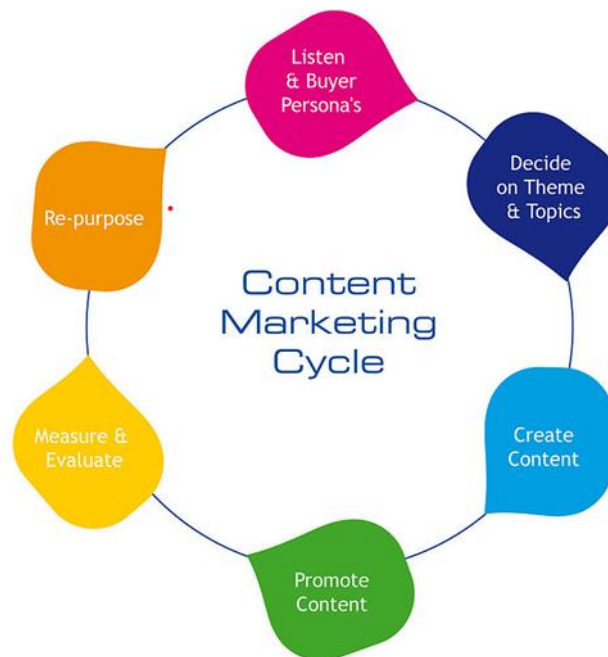 Listen
& Buyer
Persona's
Decide
on Theme
& Topics
Create
Content
Promote
Content
Measure &
Evaluate
Re-purpose
Content
Marketing
Cycle